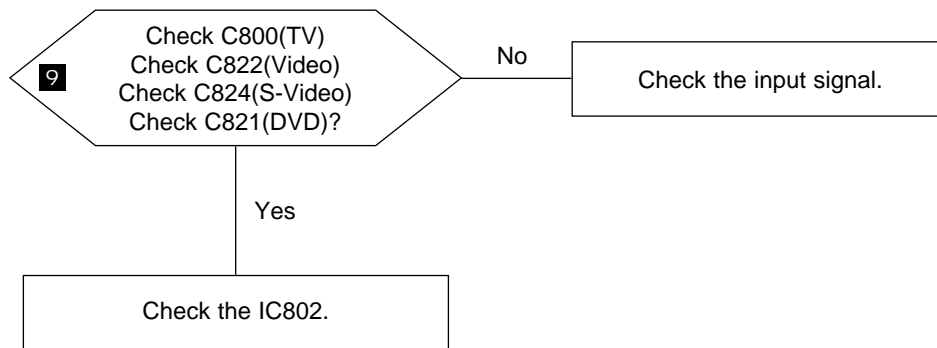 Check C800(TV)
Check C822(Video)
9
Check C824(S-Video)
Check C821(DVD)?
No
Check the input signal.
Yes
Check the IC802.